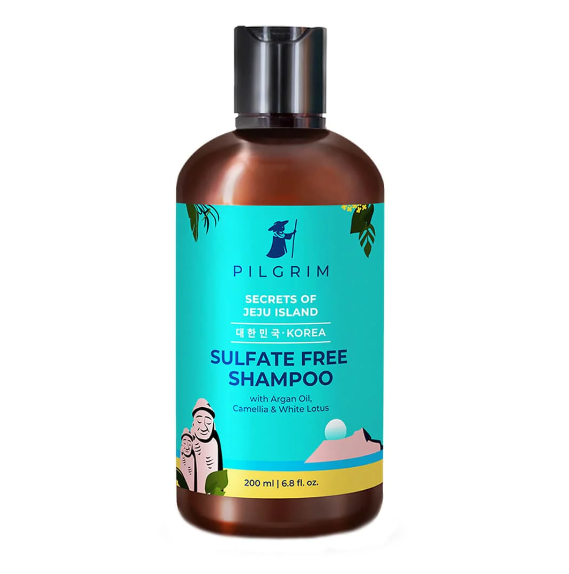 PILGRIM
SECRETS OF
JEJU ISLAND
대한민국·KOREA
SULFATE FREE
SHAMPOO
with Argan Oil,
Camellia & White Lotus
200 ml | 6.8 fl. oz.